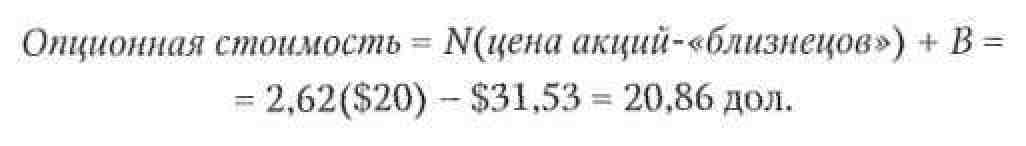 Опционная стоимость = N(цена акций-«близнецов») + B =
= 2,62($20) – $31,53 = 20,86 дол.